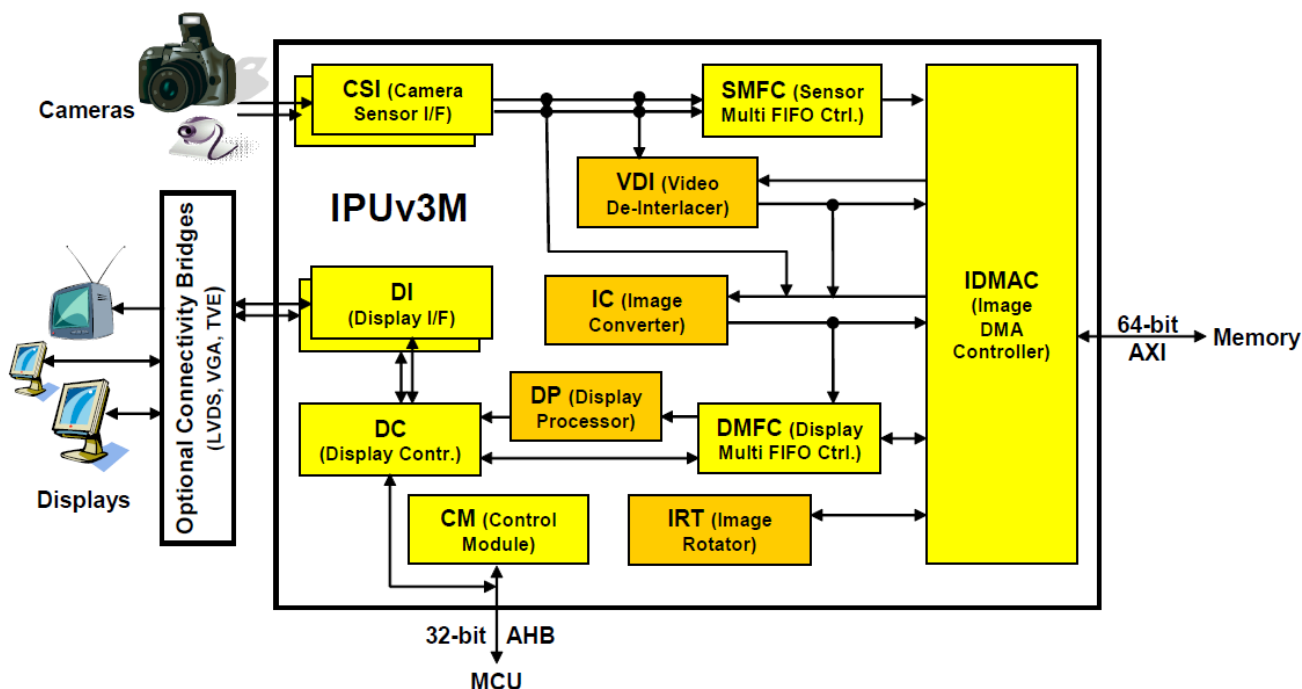 Cameras
CSI (Camera
Sensor I/F)
SMFC (Sensor
Multi FIFO Ctrl.)
VDI (Video
De-Interlacer)
IPUv3M
Optional Connectivity Bridges
(LVDS, VGA, TVE)
DI
(Display I/F)
IC (Image
Converter)
IDMAC
(Image
DMA
Controller)
64-bit
AXI
Memory
DP (Display
Processor)
DC
(Display Contr.)
DMFC (Display
Multi FIFO Ctrl.)
Displays
CM (Control
Module)
IRT (Image
Rotator)
32-bit AHB
MCU